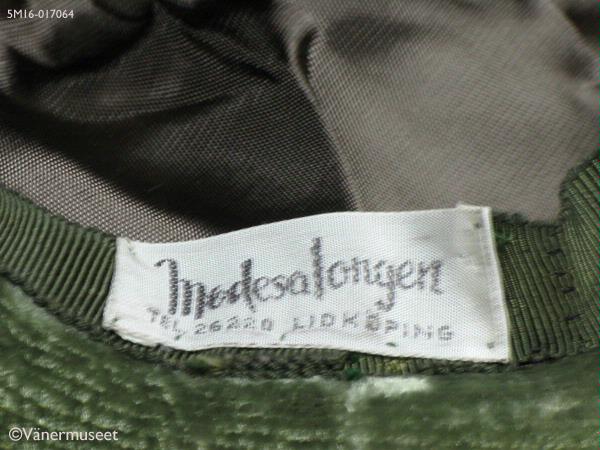 5M16-017064
Modesalongen
TEL. 26220 LIDKÖPING
©Vänermuseet